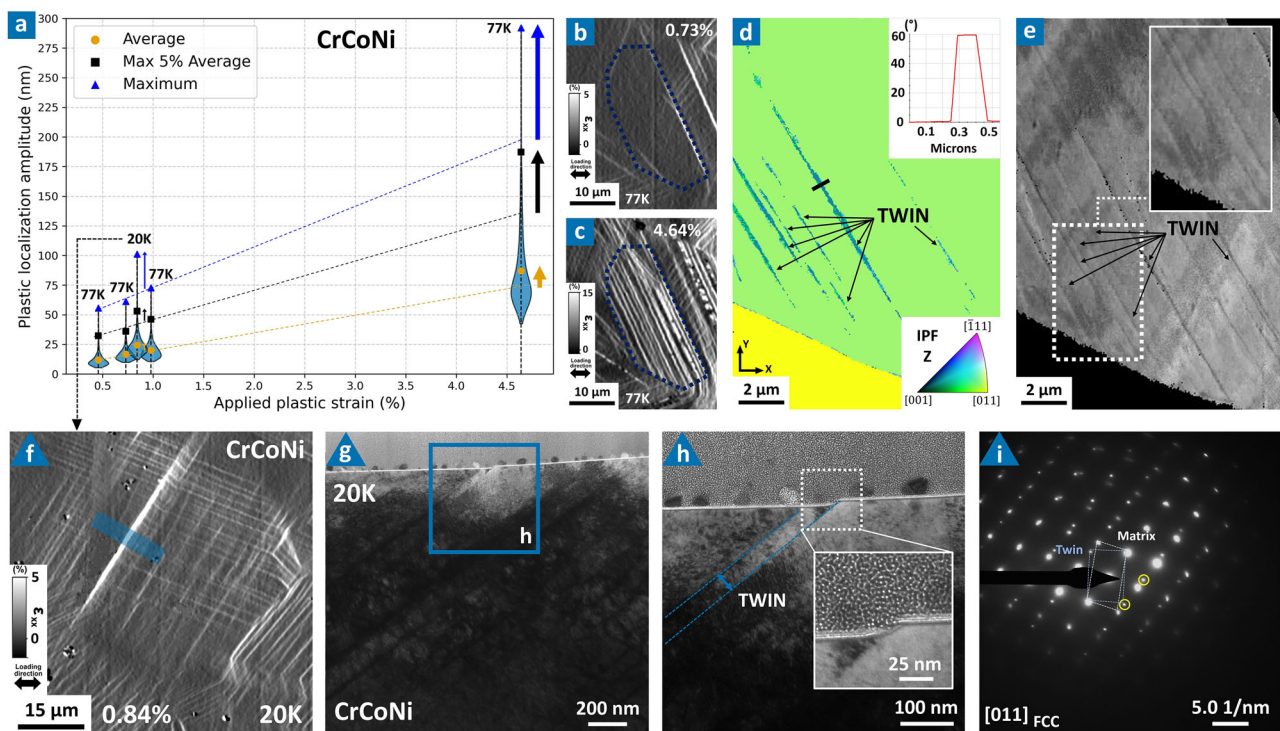 a
CrCoNi
Average
Max 5% Average
Maximum
Plastic localization amplitude (nm)
300
275
250
225
200
175
150
125
100
75
50
25
0
77K
77K
20K
77K
77K
0.5
1.0
1.5
2.0
2.5
3.0
3.5
4.0
4.5
Applied plastic strain (%)
b
0.73%
(%)
5
0
εxx
Loading
direction
10 µm
77K
c
4.64%
(%)
15
0
εxx
Loading
direction
10 µm
77K
d
(°)
60°
30°
0°
0.1
0.3
0.5
Microns
TWIN
Y
X
2 µm
IPF
Z
[1̄11]
[001]
[011]
e
TWIN
2 µm
f
CrCoNi
(%)
5
0
εxx
Loading
direction
15 µm
0.84%
20K
g
20K
h
CrCoNi
200 nm
h
TWIN
25 nm
100 nm
i
Matrix
Twin
[011] FCC
5.0 1/nm